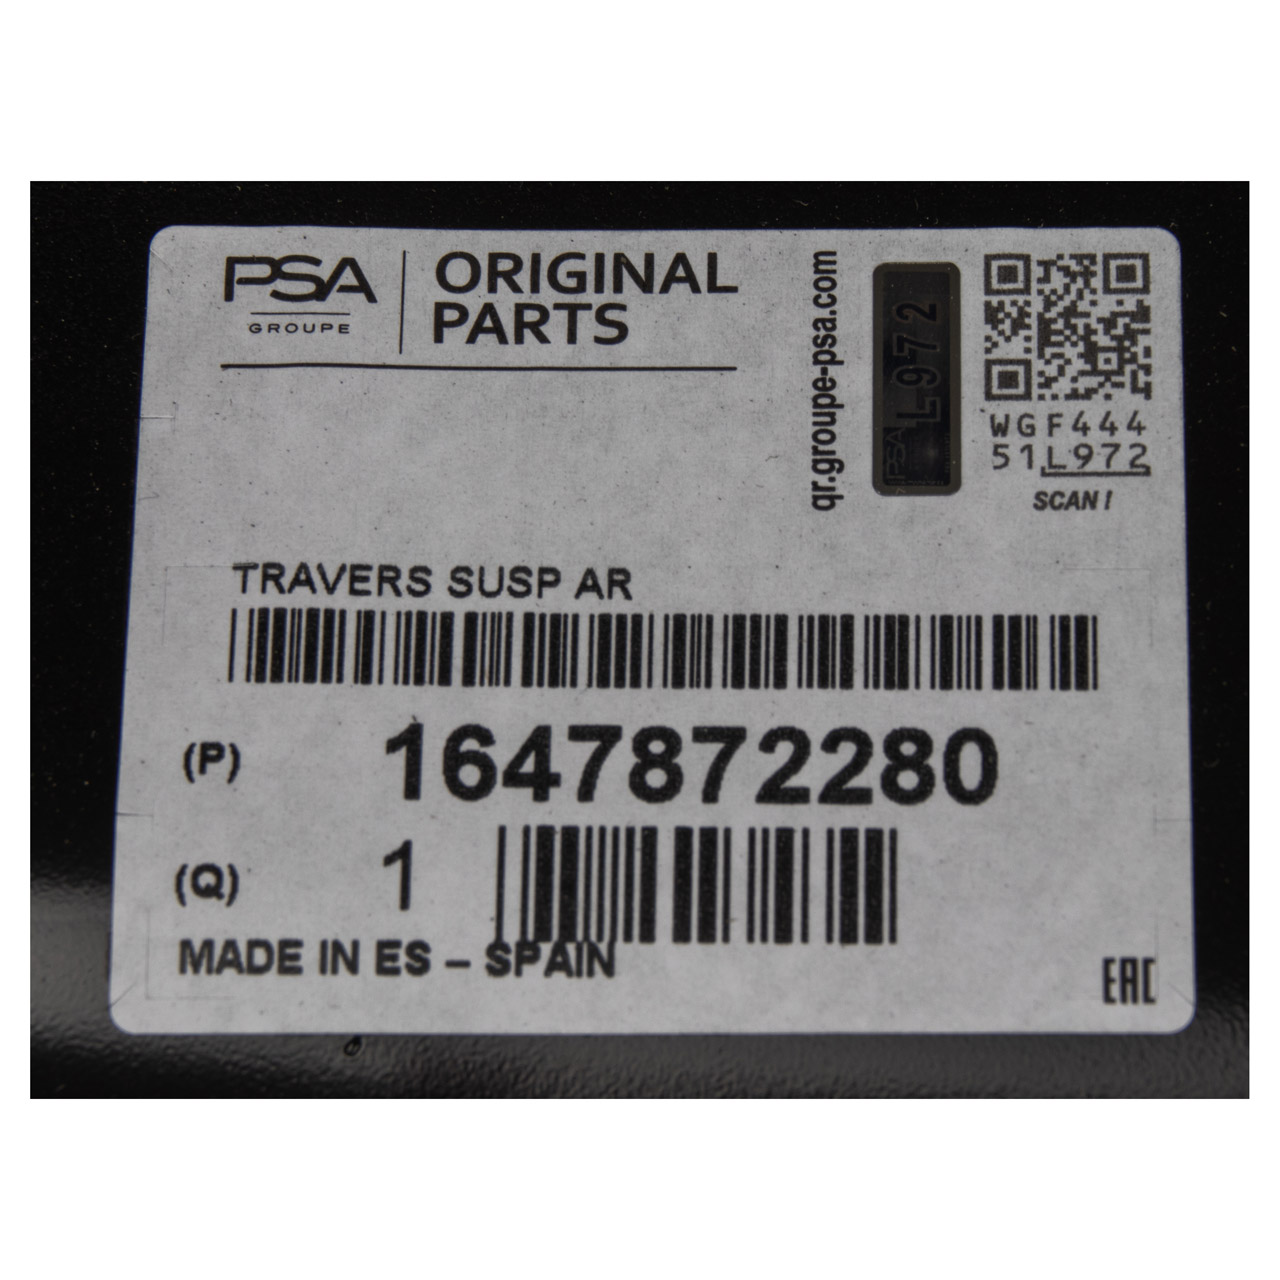 PSA
GROUPE
ORIGINAL
PARTS
qr.groupe-psa.com
L972
PSA
WGF444
51L972
SCAN!
TRAVERS SUSP AR
(P) 1647872280
(Q) 1
MADE IN ES - SPAIN
EAC